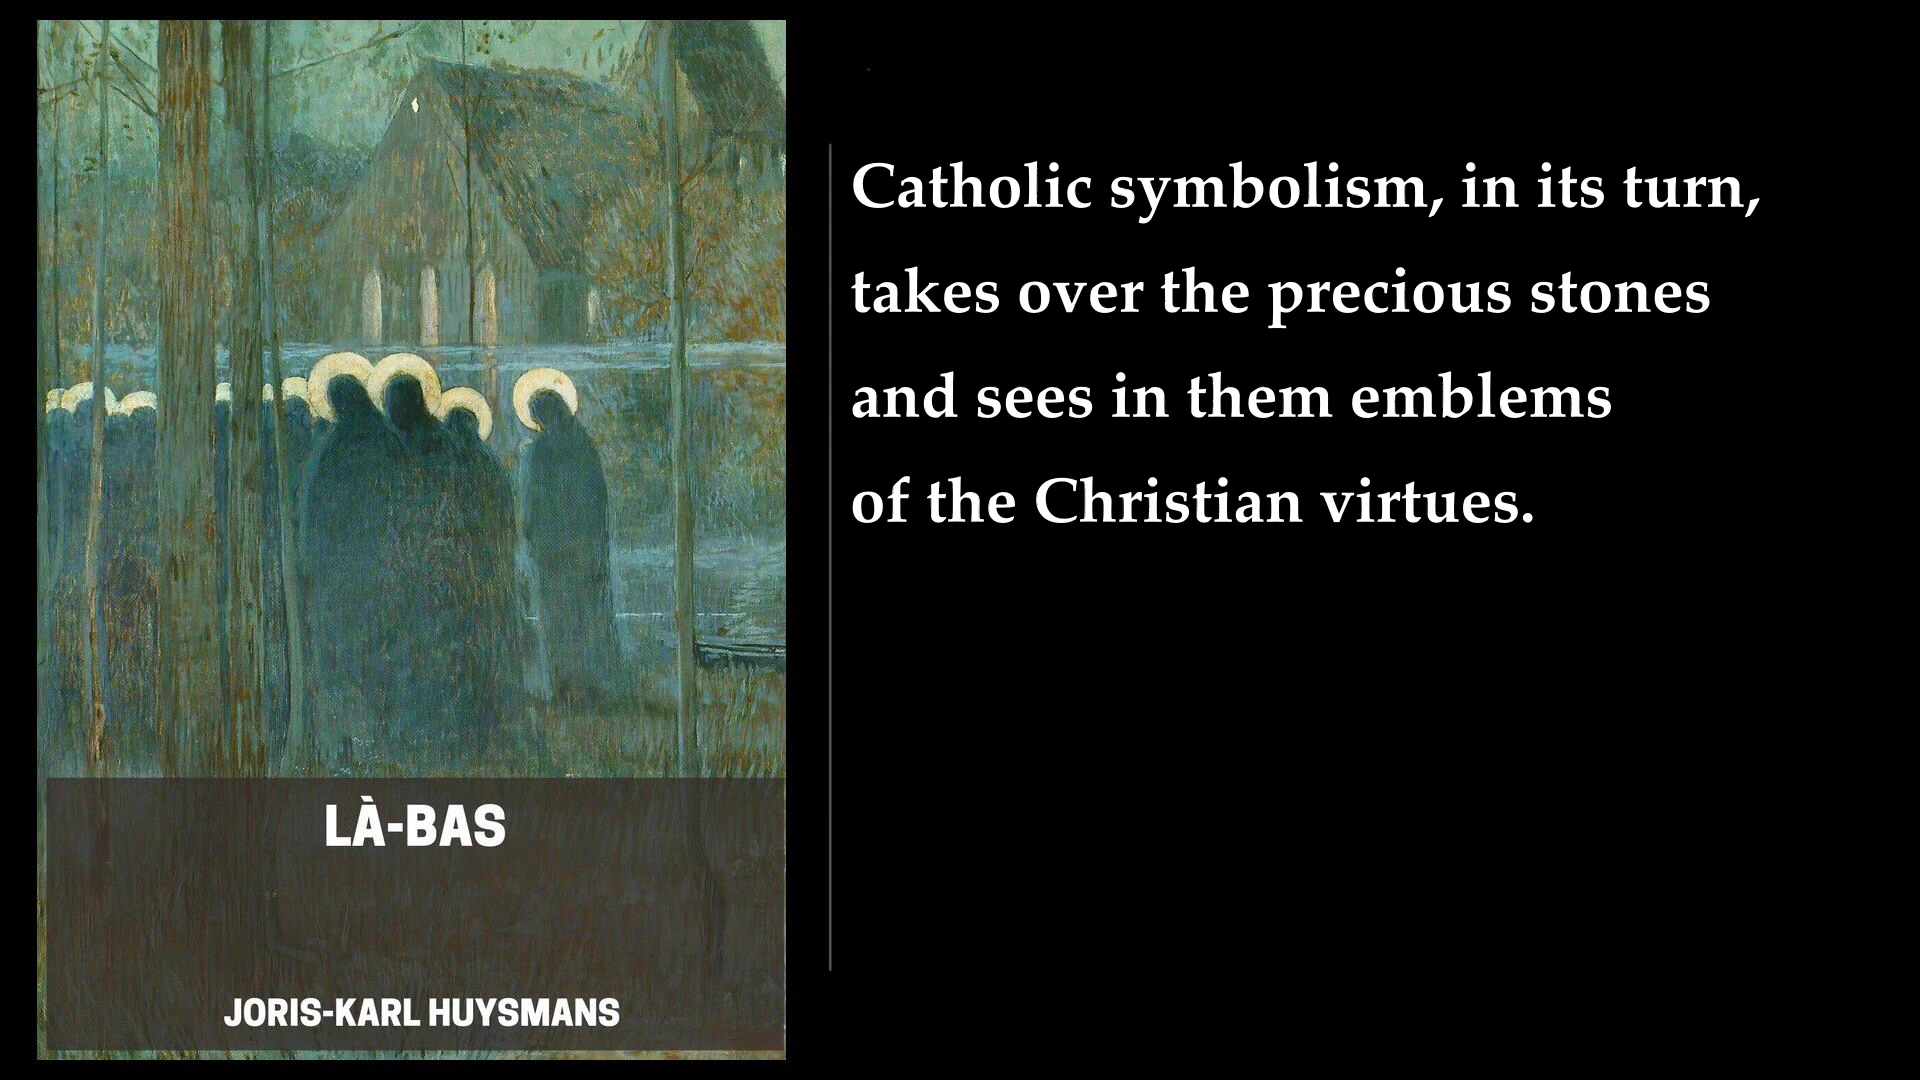 LÀ-BAS
JORIS-KARL HUYSMANS
Catholic symbolism, in its turn,
takes over the precious stones
and sees in them emblems
of the Christian virtues.